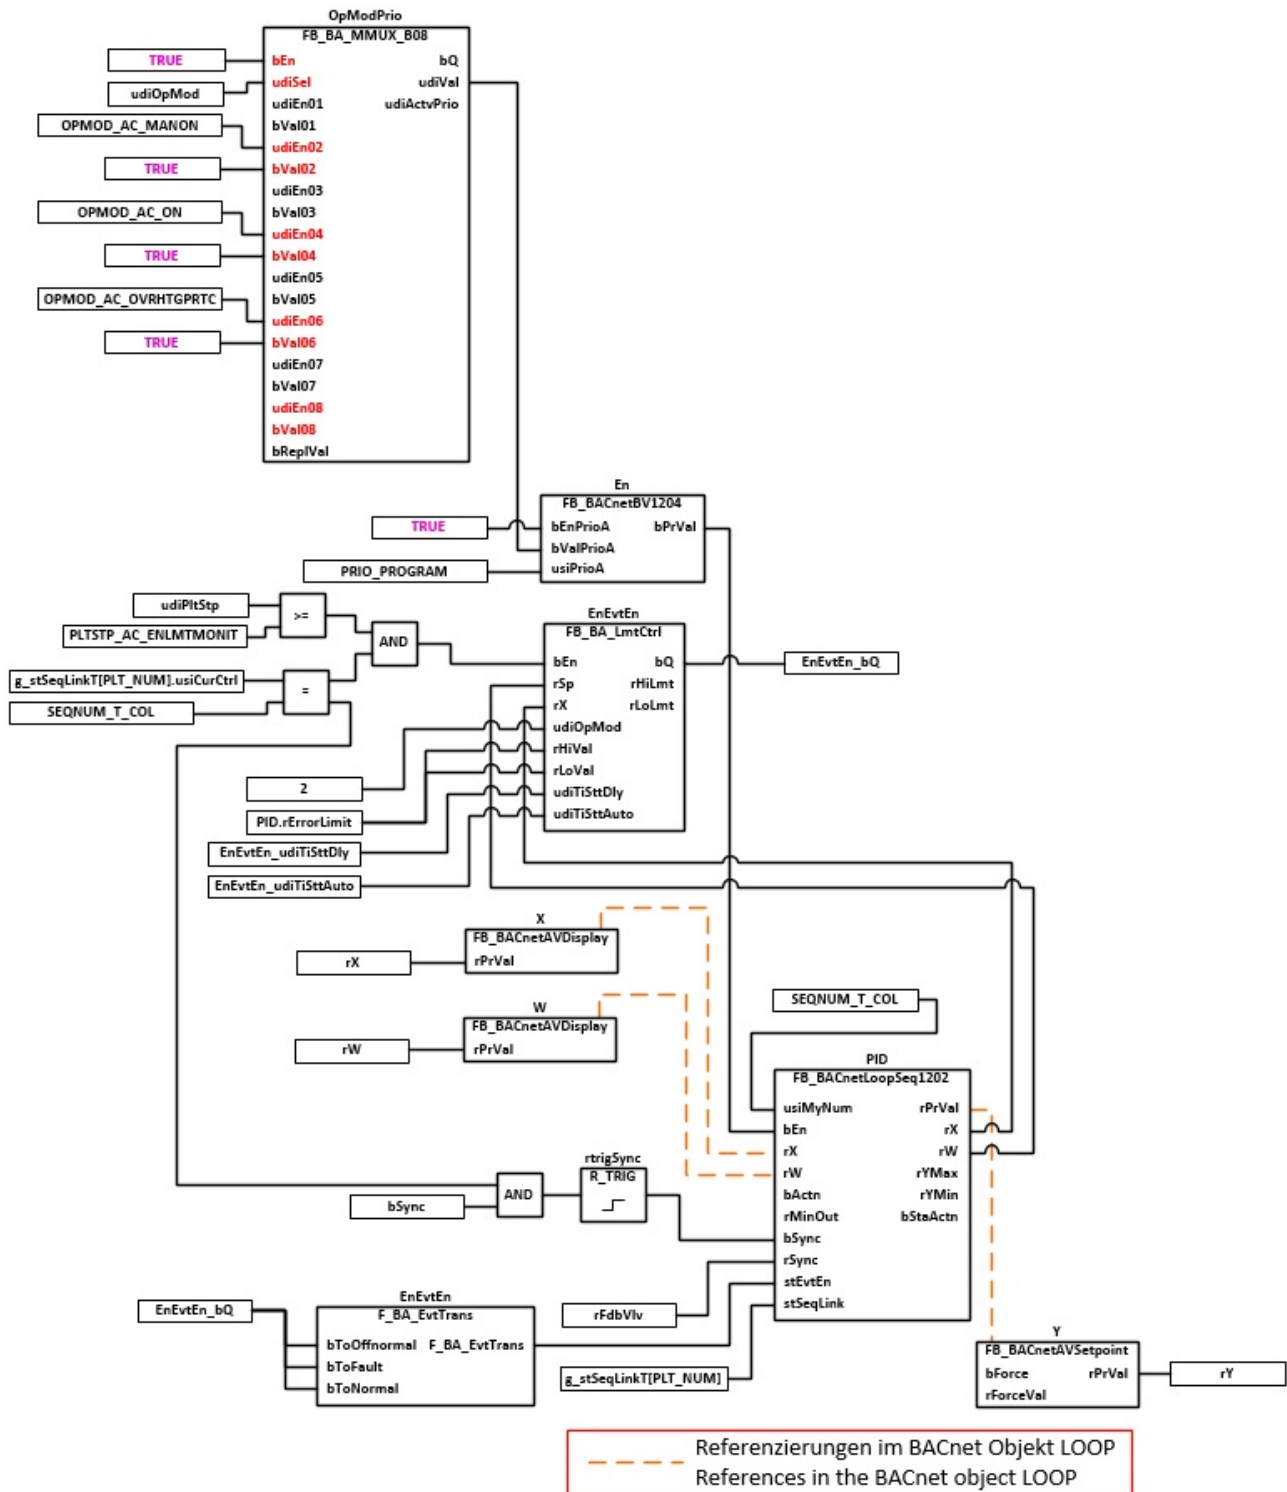 OpModPrio
FB_BA_MMUX_B08
TRUE
bEn
bQ
udiOpMod
udiSel
udiVal
udiEn01
udiActvPrio
OPMOD_AC_MANON
bVal01
udiEn02
TRUE
bVal02
udiEn03
OPMOD_AC_ON
bVal03
udiEn04
TRUE
bVal04
udiEn05
OPMOD_AC_OVRHTGPRTC
bVal05
udiEn06
TRUE
bVal06
udiEn07
bVal07
udiEn08
bVal08
bReplVal
En
FB_BACnetBV1204
TRUE
bEnPrioA
bPrVal
bValPrioA
PRIO_PROGRAM
usiPrioA
udiPltStp
>=
PLTSTP_AC_ENLMTMONIT
AND
g_stSeqLinkT[PLT_NUM].usiCurCtrl
=
SEQNUM_T_COL
EnEvtEn
FB_BA_LmtCtrl
bEn
bQ
EnEvtEn_bQ
rSp
rHiLmt
rX
rLoLmt
udiOpMod
rHiVal
rLoVal
2
udiTiSttDly
PID.rErrorLimit
udiTiSttAuto
EnEvtEn_udiTiSttDly
EnEvtEn_udiTiSttAuto
X
FB_BACnetAVDisplay
rX
rPrVal
W
FB_BACnetAVDisplay
rW
rPrVal
SEQNUM_T_COL
PID
FB_BACnetLoopSeq1202
usiMyNum
rPrVal
bEn
rX
rX
rW
rW
rYMax
bActn
rYMin
rMinOut
bStaActn
bSync
rSync
stEvtEn
stSeqLink
rtrigSync
R_TRIG
AND
bSync
EnEvtEn
EnEvtEn_bQ
F_BA_EvtTrans
bToOffnormal
F_BA_EvtTrans
bToFault
bToNormal
rFdbVlv
g_stSeqLinkT[PLT_NUM]
Y
FB_BACnetAVSetpoint
bForce
rPrVal
rY
rForceVal
Referenzierungen im BACnet Objekt LOOP
References in the BACnet object LOOP